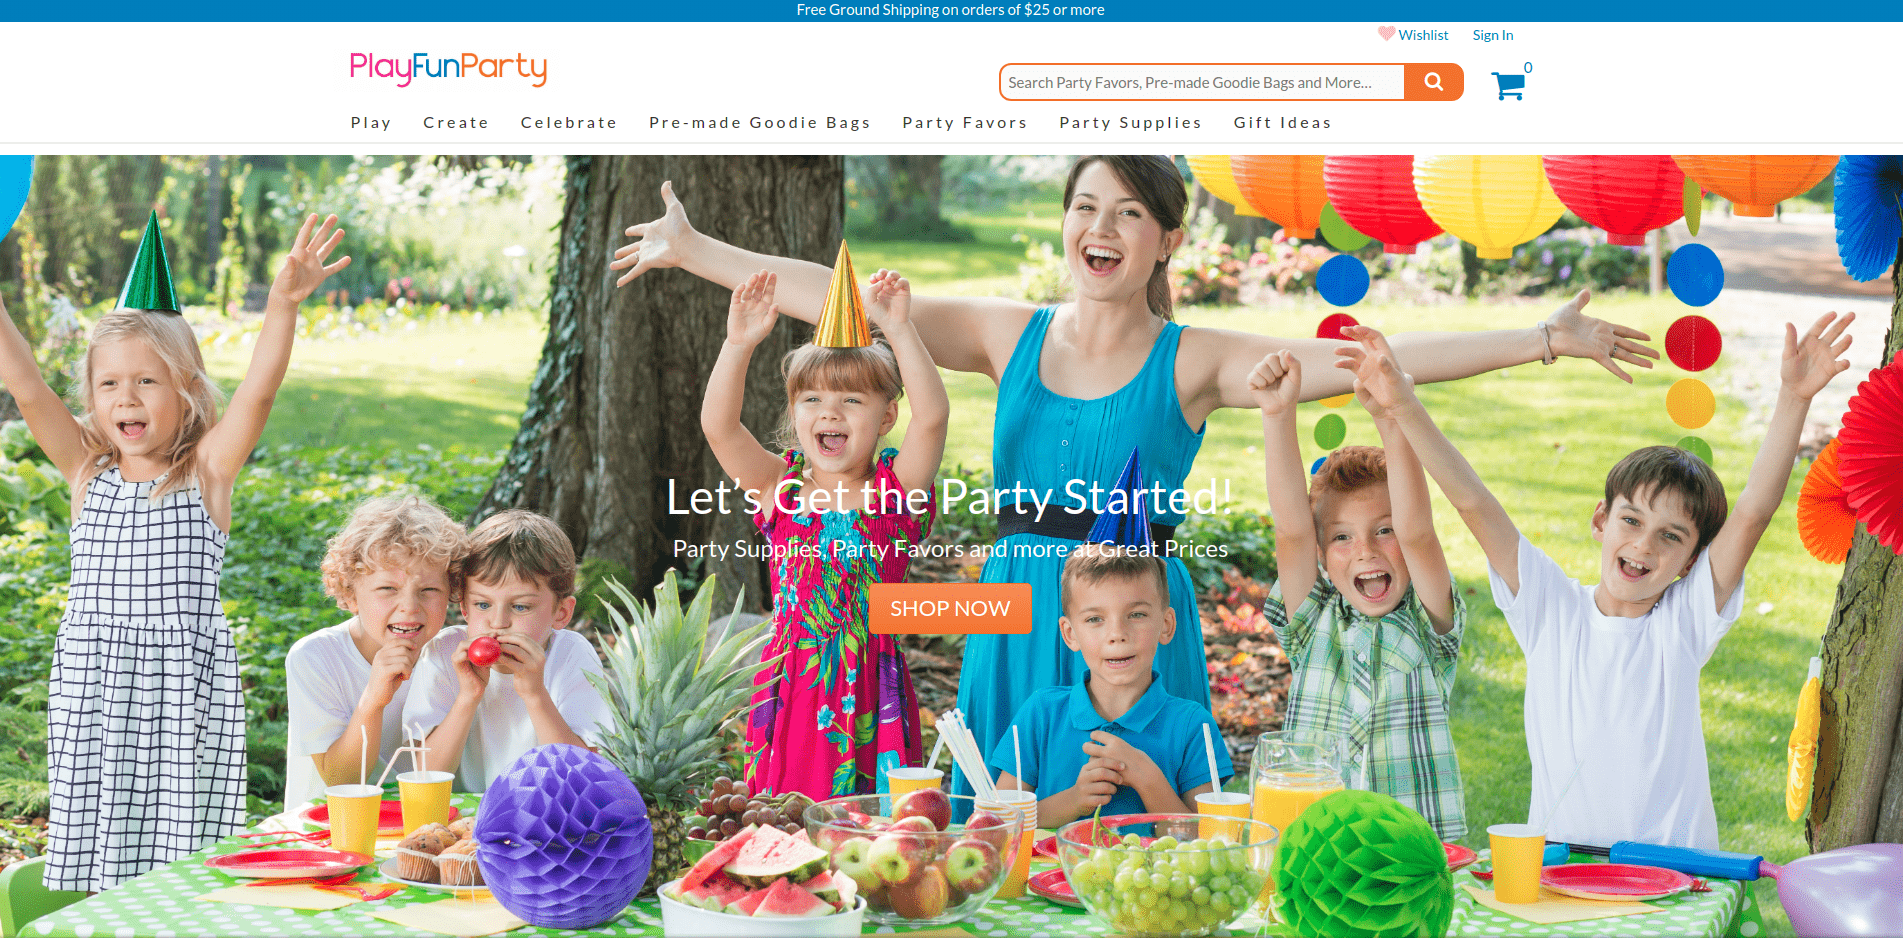 Free Ground Shipping on orders of $25 or more
Wishlist Sign In
PlayFunParty
Search Party Favors, Pre-made Goodie Bags and More...
0
Play Create Celebrate Pre-made Goodie Bags Party Favors Party Supplies Gift Ideas
Let's Get the Party Started!
Party Supplies, Party Favors and more at Great Prices
SHOP NOW